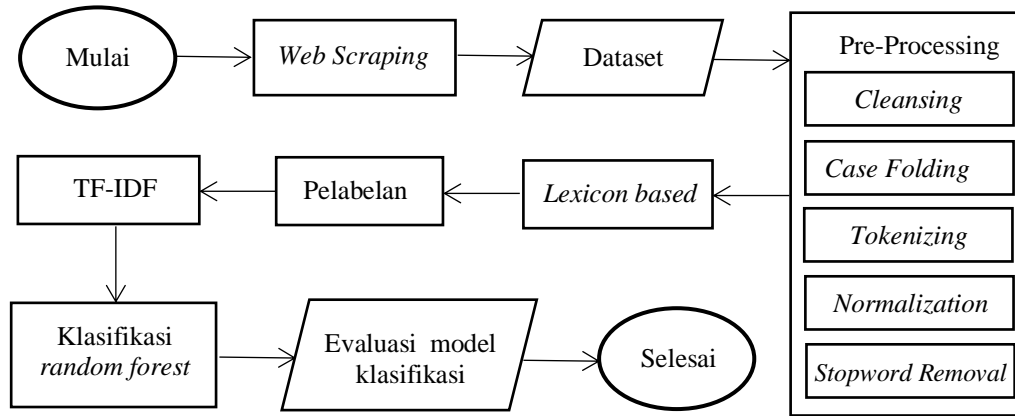 Mulai
Web Scraping
Dataset
Pre-Processing
Cleansing
Case Folding
Tokenizing
Normalization
Stopword Removal
Lexicon based
Pelabelan
TF-IDF
Klasifikasi
random forest
Evaluasi model
klasifikasi
Selesai